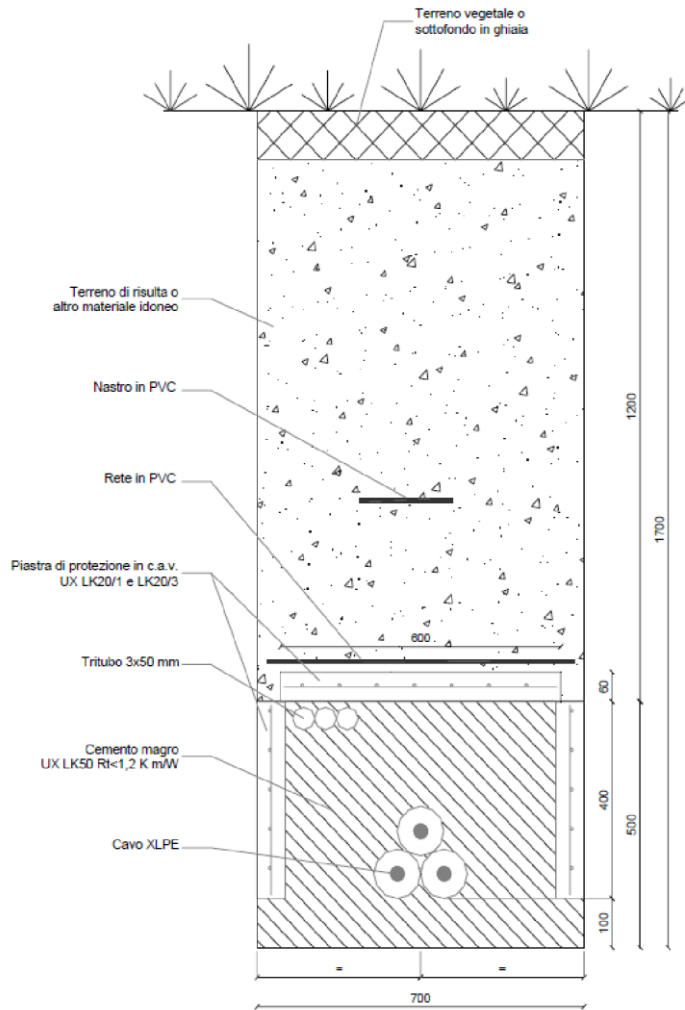 Terreno vegetale o
sottofondo in ghiaia
Terreno di risulta o
altro materiale idoneo
Nastro in PVC
1200
1700
Rete in PVC
Piastra di protezione in c.a.v.
UX LK20/1 e LK20/3
600
Tritubo 3x50 mm
60
Cemento magro
UX LK50 Rt<1,2 K m/W
400
500
Cavo XLPE
100
=
=
700